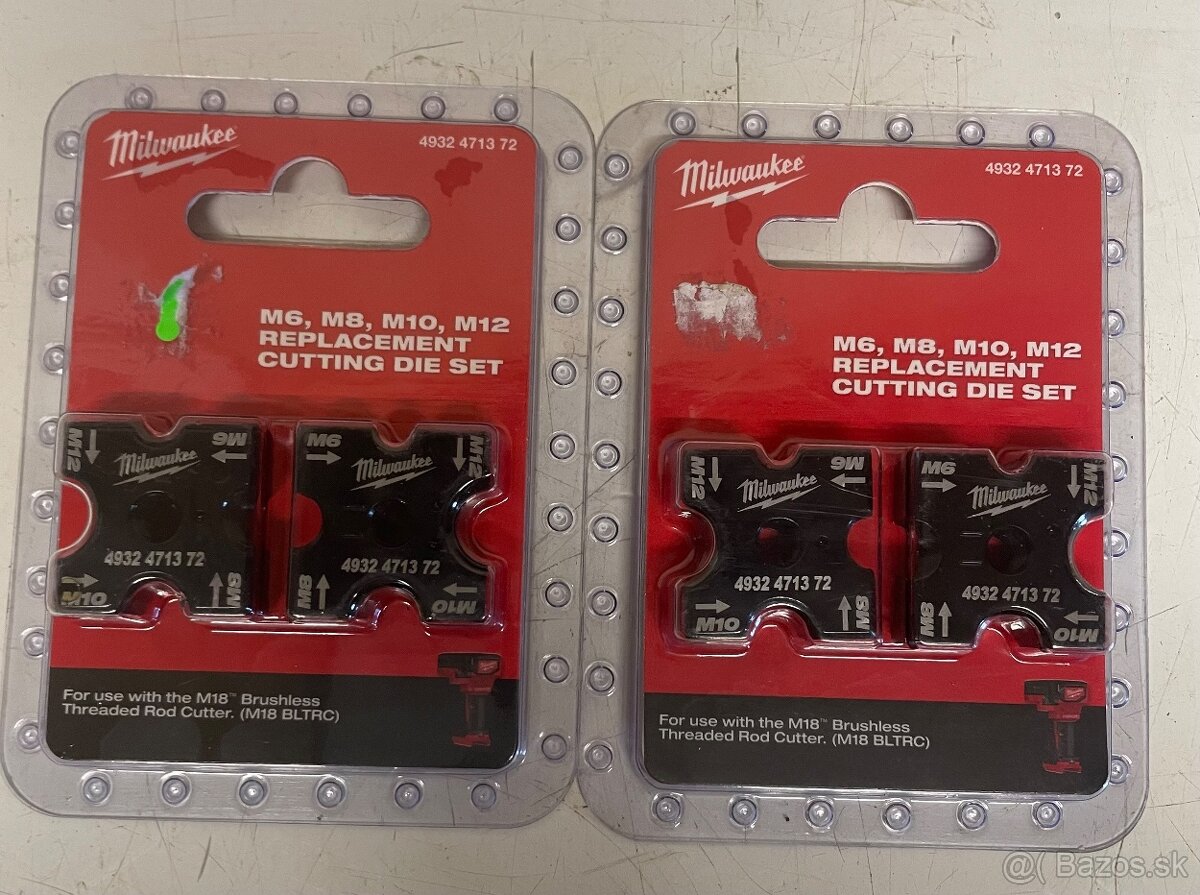 Milwaukee
4932 4713 72
M6, M8, M10, M12
REPLACEMENT
CUTTING DIE SET
M12
M6
Milwaukee
4932 4713 72
M10
M8
M6
M12
Milwaukee
4932 4713 72
M8
M10
For use with the M18™ Brushless
Threaded Rod Cutter. (M18 BLTRC)
Milwaukee
4932 4713 72
M6, M8, M10, M12
REPLACEMENT
CUTTING DIE SET
M12
M6
Milwaukee
4932 4713 72
M10
M8
M6
M12
Milwaukee
4932 4713 72
M8
M10
For use with the M18™ Brushless
Threaded Rod Cutter. (M18 BLTRC)
@( Bazos.sk